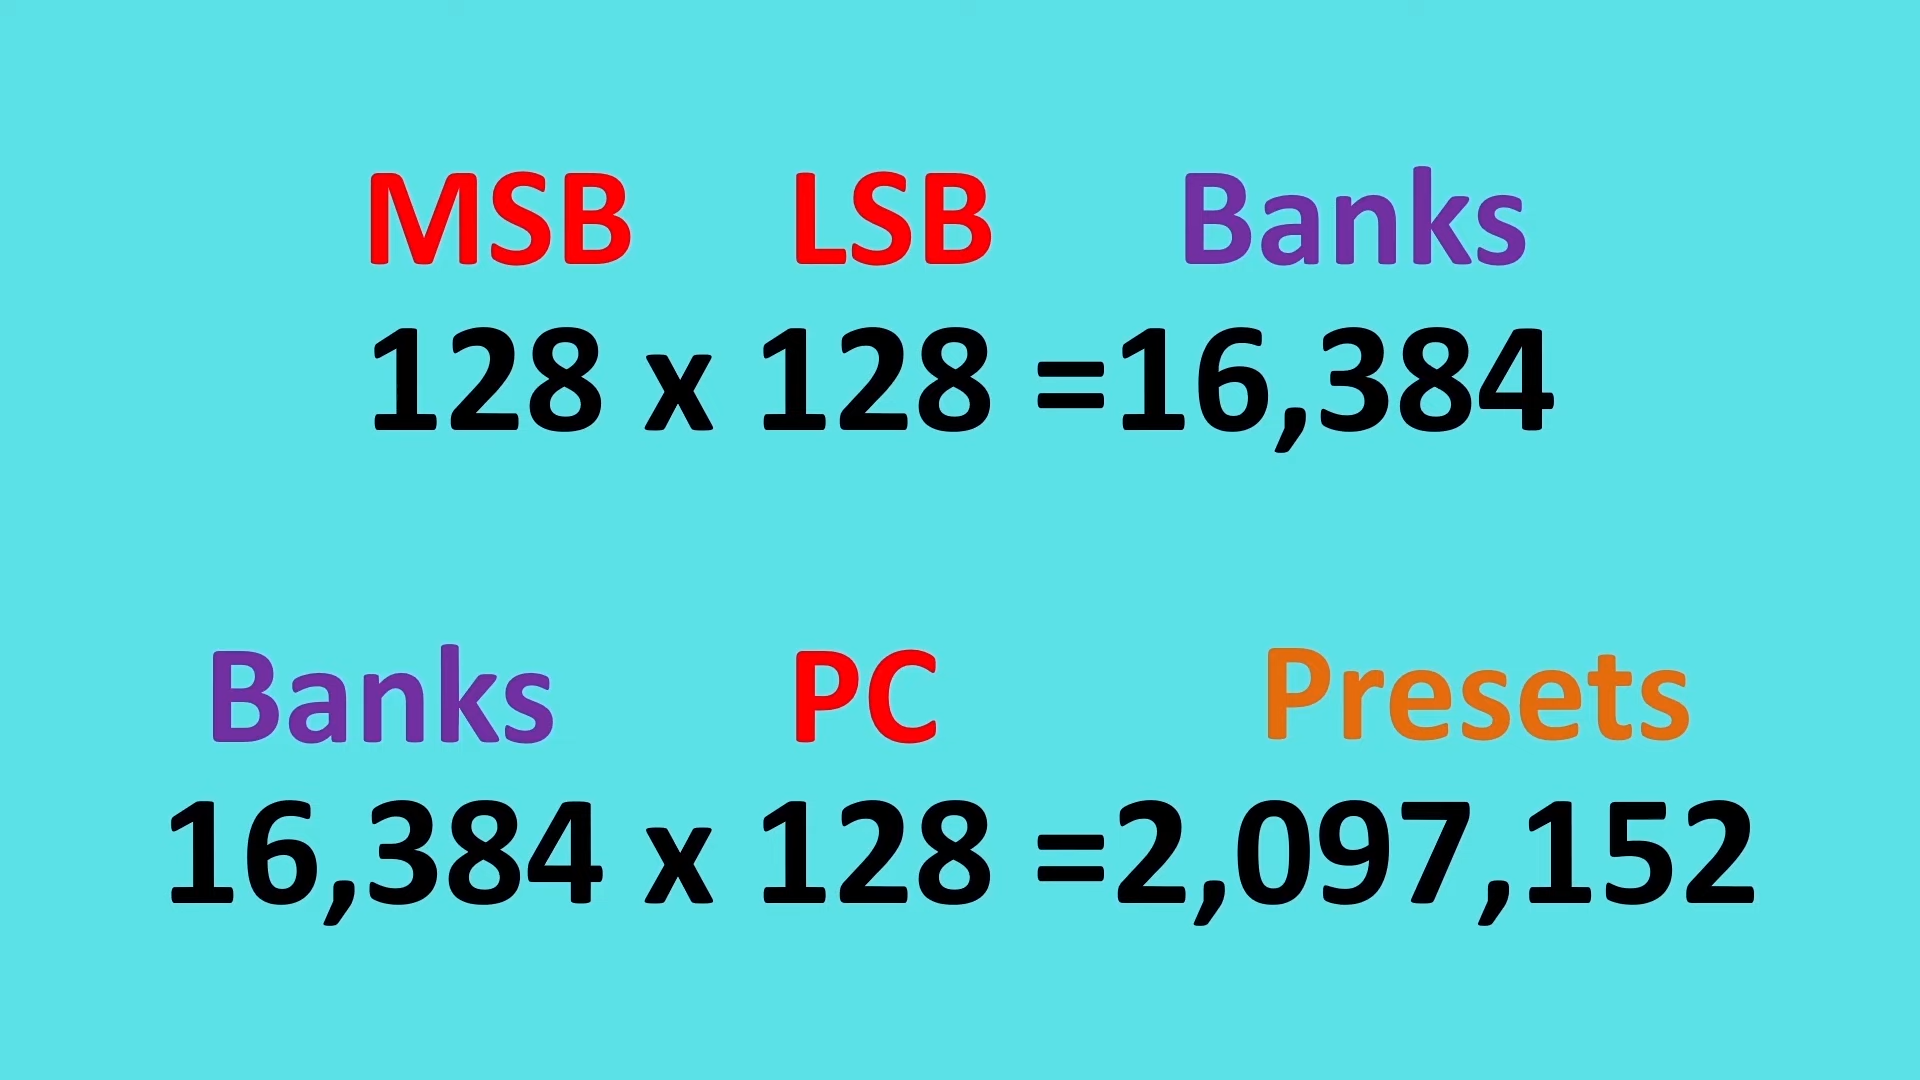 MSB LSB Banks
128 x 128 =16,384
Banks PC Presets
16,384 x 128 =2,097,152